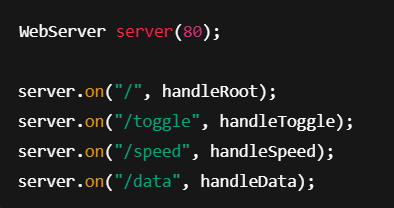 WebServer server(80);
server.on("/", handleRoot);
server.on("/toggle", handleToggle);
server.on("/speed", handleSpeed);
server.on("/data", handleData);